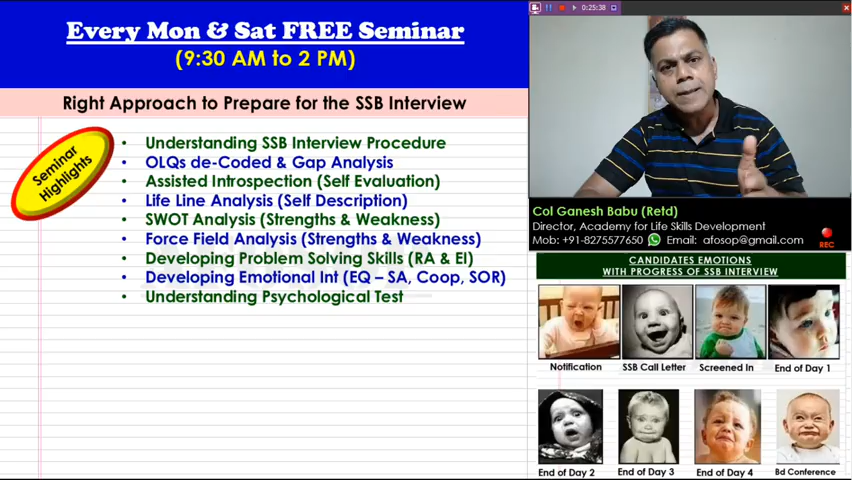 Every Mon & Sat FREE Seminar
(9:30 AM to 2 PM)
Right Approach to Prepare for the SSB Interview
Seminar
Highlights
• Understanding SSB Interview Procedure
• OLQs de-Coded & Gap Analysis
• Assisted Introspection (Self Evaluation)
• Life Line Analysis (Self Description)
• SWOT Analysis (Strengths & Weakness)
• Force Field Analysis (Strengths & Weakness)
• Developing Problem Solving Skills (RA & EI)
• Developing Emotional Int (EQ – SA, Coop, SOR)
• Understanding Psychological Test
0:25:38
Col Ganesh Babu (Retd)
Director, Academy for Life Skills Development
Mob: +91-8275577650 Email: afosop@gmail.com
REC
CANDIDATES EMOTIONS
WITH PROGRESS OF SSB INTERVIEW
Notification
SSB Call Letter
Screened In
End of Day 1
End of Day 2
End of Day 3
End of Day 4
Bd Conference